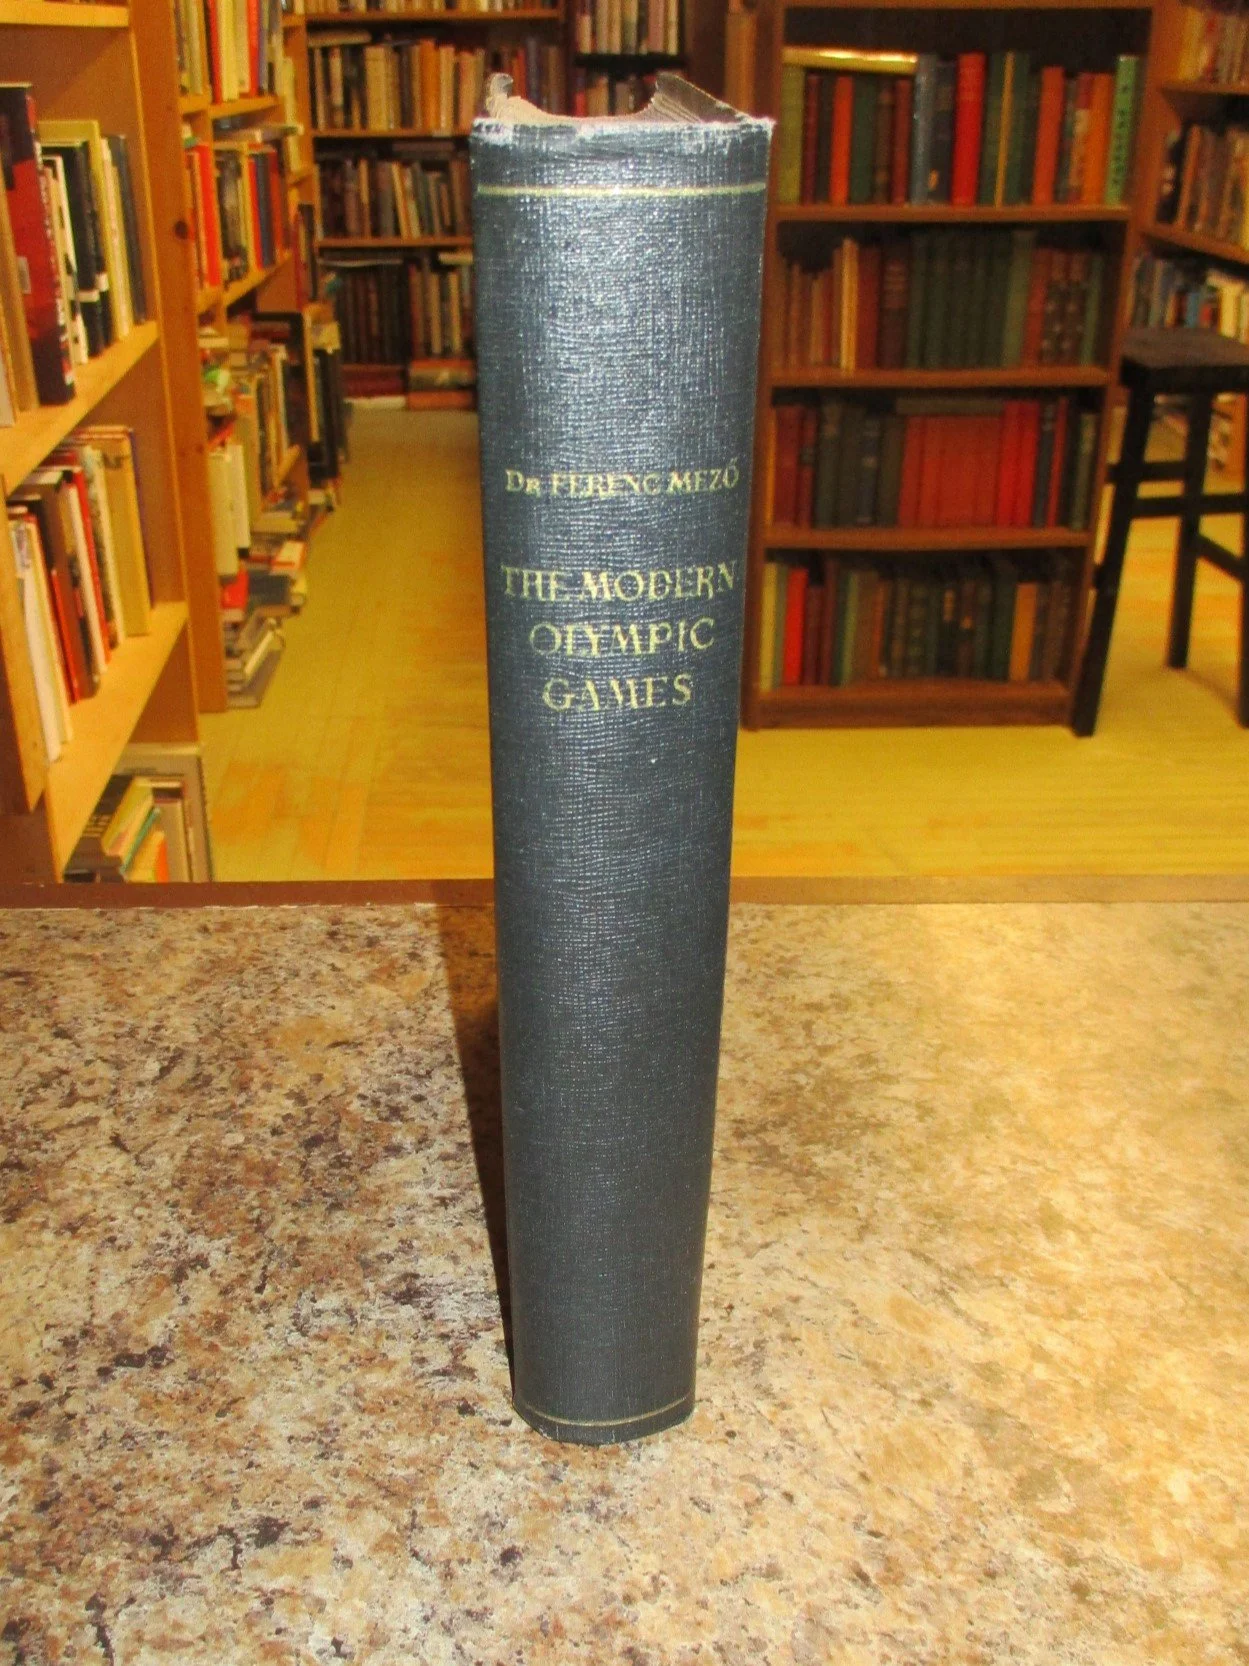 DR FERENC MEZŐ
THE MODERN
OLYMPIC
GAMES